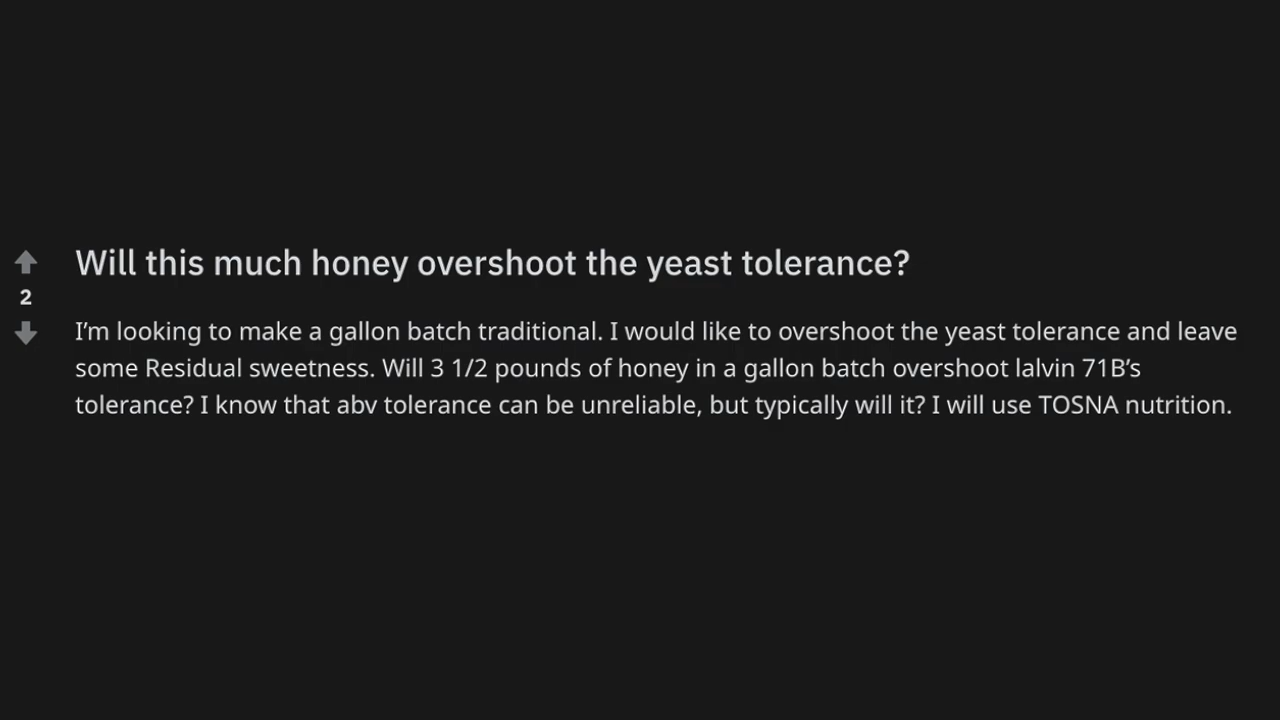 Will this much honey overshoot the yeast tolerance?
2
I’m looking to make a gallon batch traditional. I would like to overshoot the yeast tolerance and leave
some Residual sweetness. Will 3 1/2 pounds of honey in a gallon batch overshoot lalvin 71B’s
tolerance? I know that abv tolerance can be unreliable, but typically will it? I will use TOSNA nutrition.